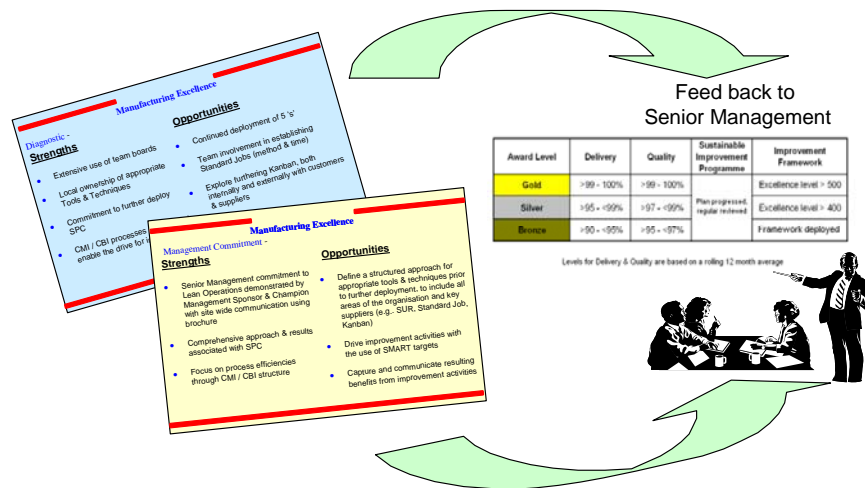 Manufacturing Excellence
Diagnostic -
Strengths
• Extensive use of team boards
• Local ownership of appropriate
Tools & Techniques
• Commitment to further deploy
SPC
• CMI / CBI processes
enable the drive for i
Opportunities
• Continued deployment of 5 's'
• Team involvement in establishing
Standard Jobs (method & time)
• Explore furthering Kanban, both
internally and externally with customers
& suppliers
Manufacturing Excellence
Management Commitment -
Strengths
• Senior Management commitment to
Lean Operations demonstrated by
Management Sponsor & Champion
with site wide communication using
brochure
• Comprehensive approach & results
associated with SPC
• Focus on process efficiencies
through CMI / CBI structure
Opportunities
• Define a structured approach for
appropriate tools & techniques prior
to further deployment, to include all
areas of the organisation and key
suppliers (e.g., SUR, Standard Job,
Kanban)
• Drive improvement activities with
the use of SMART targets
• Capture and communicate resulting
benefits from improvement activities
Feed back to
Senior Management
Award Level Delivery Quality Sustainable Improvement Programme Improvement Framework
Gold >99 - 100% >99 - 100% Excellence level > 500
Silver >95 - <99% >97 - <99% Plan progressed, regular reviewed Excellence level > 400
Bronze >90 - <95% >95 - <97% Framework deployed
Levels for Delivery & Quality are based on a rolling 12 month average